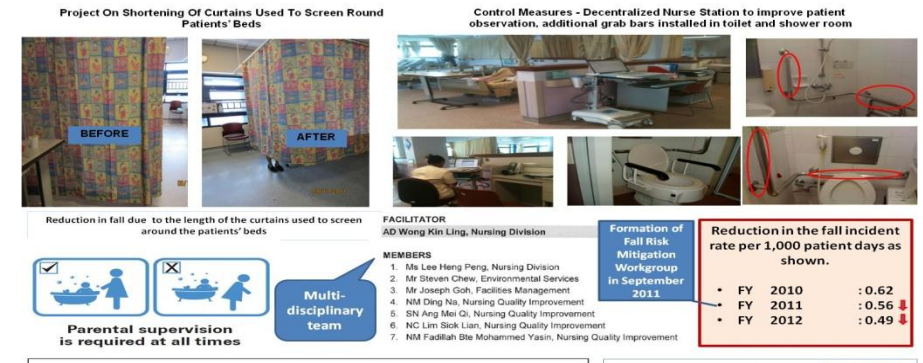 Project On Shortening Of Curtains Used To Screen Round
Patients' Beds
Control Measures - Decentralized Nurse Station to improve patient
observation, additional grab bars installed in toilet and shower room
BEFORE
AFTER
Reduction in fall due to the length of the curtains used to screen
around the patients' beds
Parental supervision
is required at all times
Multi-
disciplinary
team
FACILITATOR
AD Wong Kin Ling, Nursing Division
MEMBERS
1. Ms Lee Heng Peng, Nursing Division
2. Mr Steven Chew, Environmental Services
3. Mr Joseph Goh, Facilities Management
4. NM Ding Na, Nursing Quality Improvement
5. SN Ang Mei Qi, Nursing Quality Improvement
6. NC Lim Siok Lian, Nursing Quality Improvement
7. NM Fadillah Bte Mohammed Yasin, Nursing Quality Improvement
Formation of
Fall Risk
Mitigation
Workgroup
in September
2011
Reduction in the fall incident
rate per 1,000 patient days as
shown.
• FY 2010 : 0.62
• FY 2011 : 0.56
• FY 2012 : 0.49